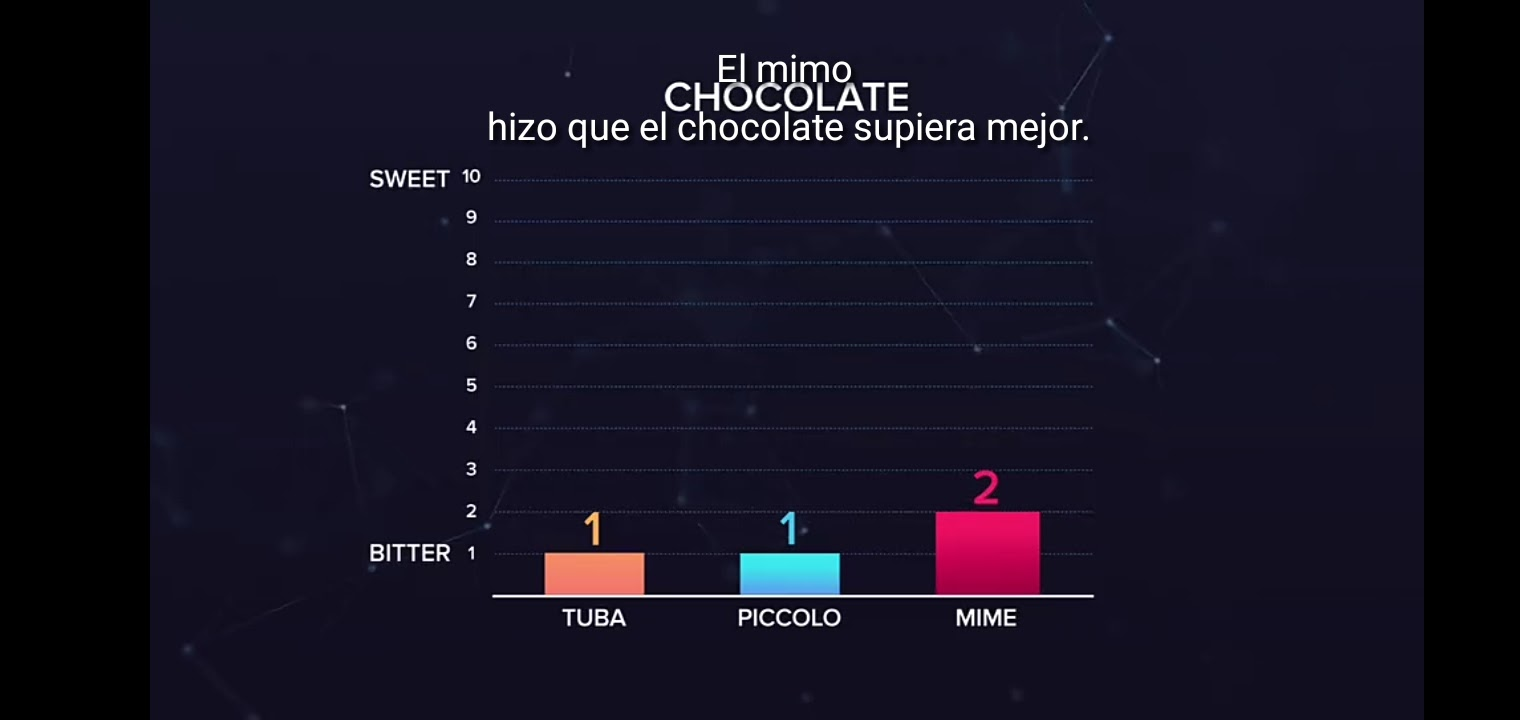 El mimo
CHOCOLATE
hizo que el chocolate supiera mejor.
SWEET 10
9
8
7
6
5
4
3
2
BITTER 1
1 1 2
TUBA PICCOLO MIME